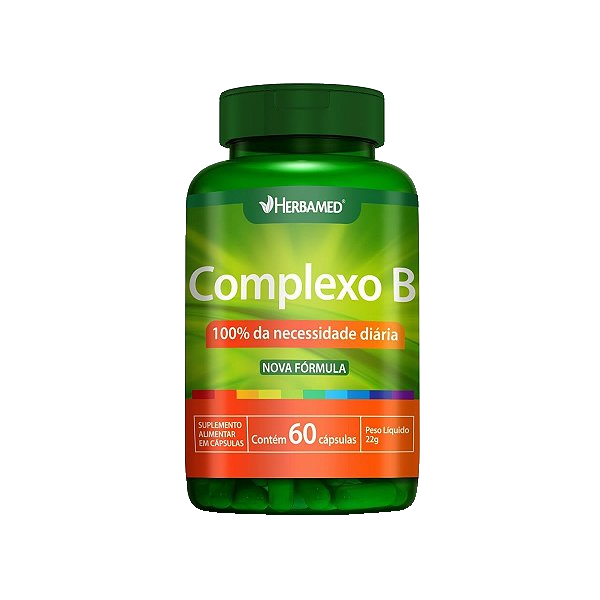 HERBAMED®
Complexo B
100% da necessidade diária
NOVA FÓRMULA
SUPLEMENTO
ALIMENTAR
EM CÁPSULAS
Contém 60 cápsulas
Peso Líquido
22g